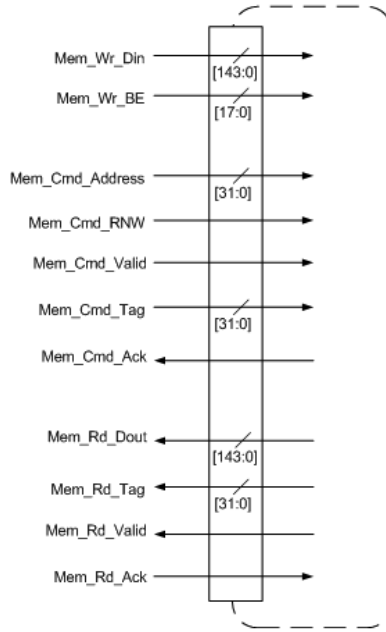 Mem_Wr_Din
[143:0]
Mem_Wr_BE
[17:0]
Mem_Cmd_Address
[31:0]
Mem_Cmd_RNW
Mem_Cmd_Valid
Mem_Cmd_Tag
[31:0]
Mem_Cmd_Ack
Mem_Rd_Dout
[143:0]
Mem_Rd_Tag
[31:0]
Mem_Rd_Valid
Mem_Rd_Ack